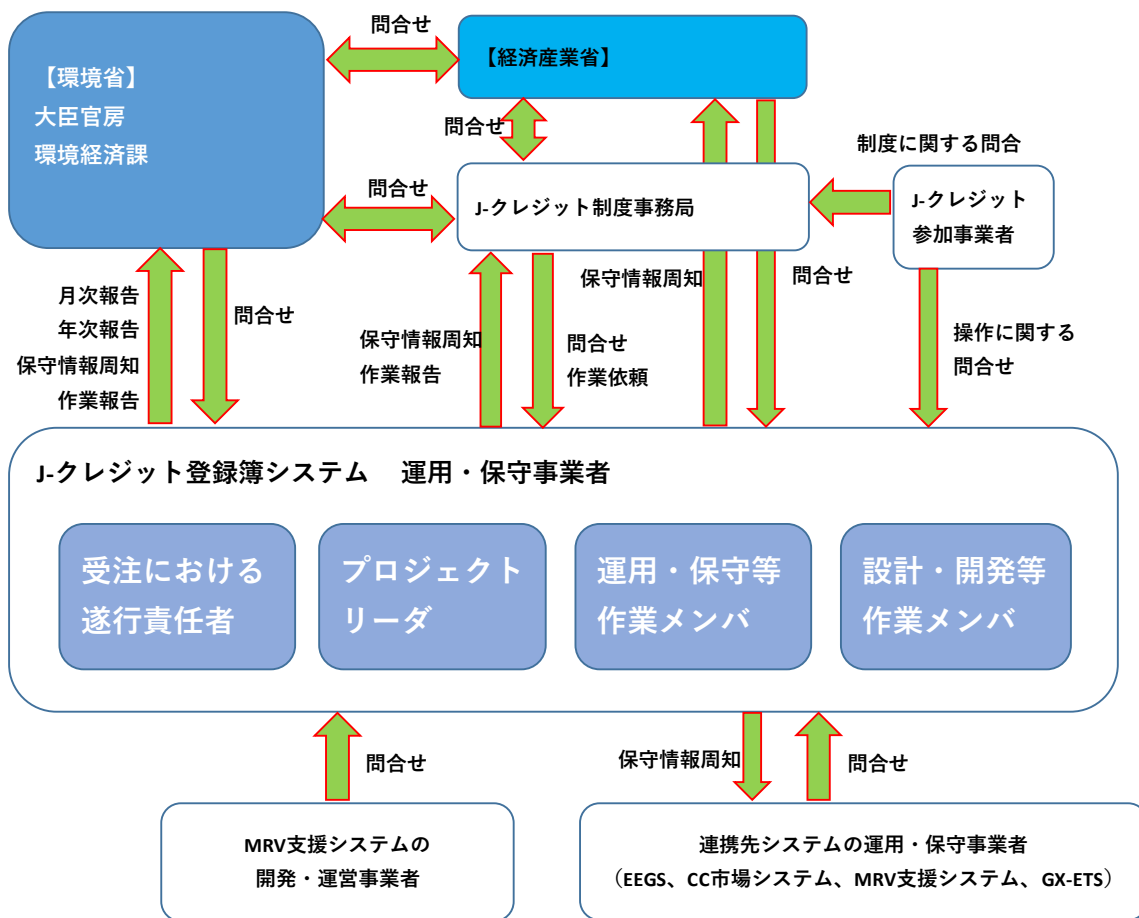 問合せ
【環境省】
大臣官房
環境経済課
【経済産業省】
問合せ
制度に関する問合
問合せ
J-クレジット制度事務局
J-クレジット
参加事業者
月次報告
年次報告
保守情報周知
作業報告
問合せ
保守情報周知
作業報告
問合せ
作業依頼
保守情報周知
問合せ
操作に関する
問合せ
J-クレジット登録簿システム 運用・保守事業者
受注における
遂行責任者
プロジェクト
リーダ
運用・保守等
作業メンバ
設計・開発等
作業メンバ
問合せ
保守情報周知
問合せ
MRV支援システムの
開発・運営事業者
連携先システムの運用・保守事業者
（EEGS、CC市場システム、MRV支援システム、GX-ETS）